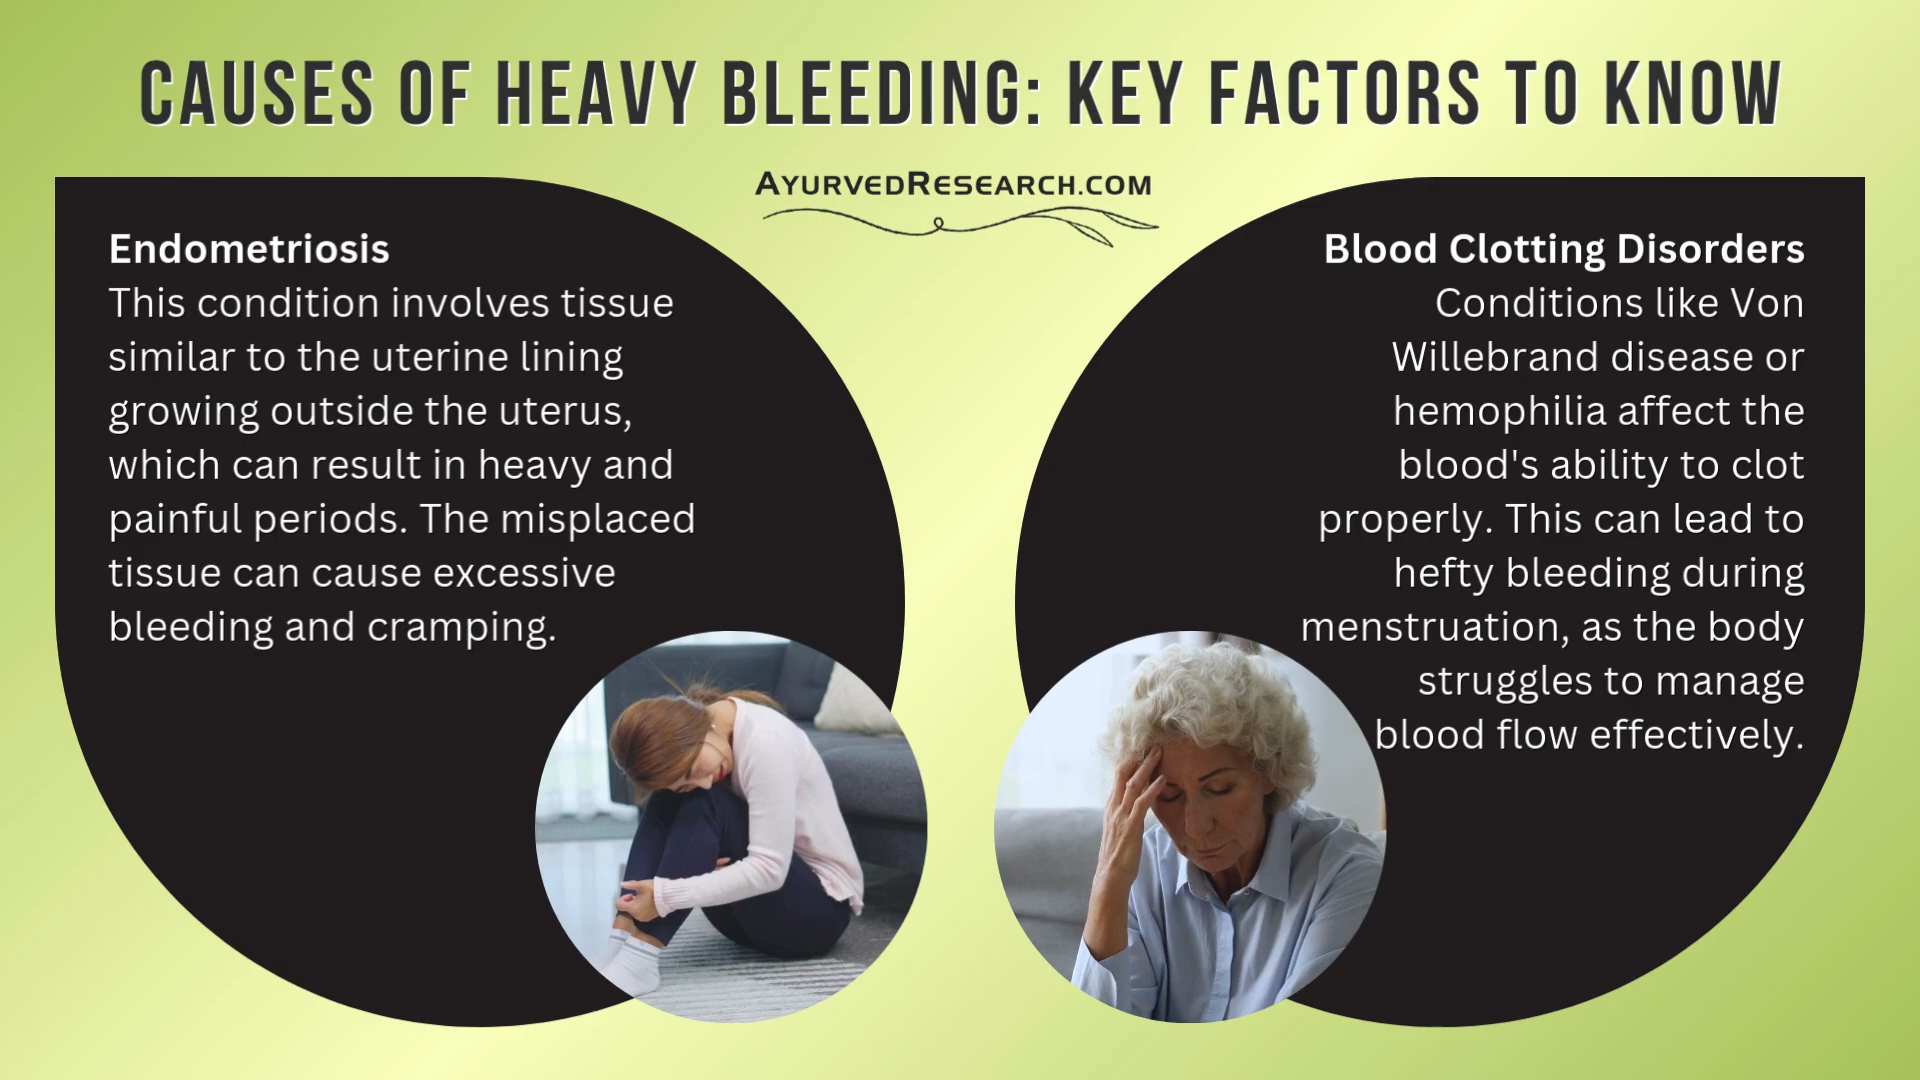 CAUSES OF HEAVY BLEEDING: KEY FACTORS TO KNOW
AYURVEDRESEARCH.COM
Endometriosis
This condition involves tissue
similar to the uterine lining
growing outside the uterus,
which can result in heavy and
painful periods. The misplaced
tissue can cause excessive
bleeding and cramping.
Blood Clotting Disorders
Conditions like Von
Willebrand disease or
hemophilia affect the
blood's ability to clot
properly. This can lead to
hefty bleeding during
menstruation, as the body
struggles to manage
blood flow effectively.